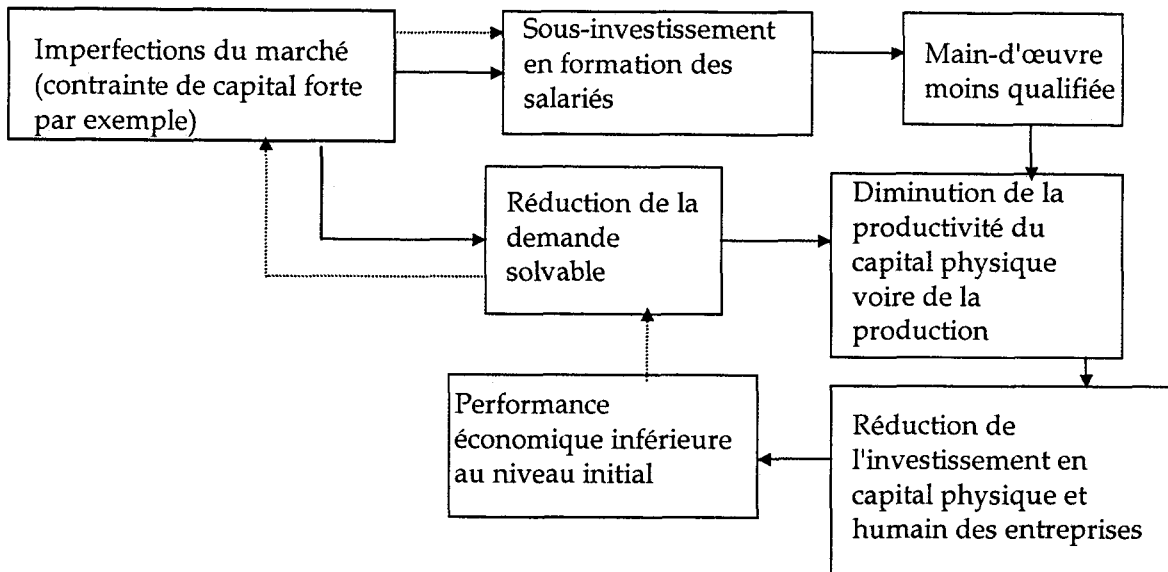 Imperfections du marché
(contrainte de capital forte
par exemple)
Sous-investissement
en formation des
salariés
Main-d'œuvre
moins qualifiée
Réduction de la
demande
solvable
Diminution de la
productivité du
capital physique
voire de la
production
Performance
économique inférieure
au niveau initial
Réduction de
l'investissement en
capital physique et
humain des entreprises